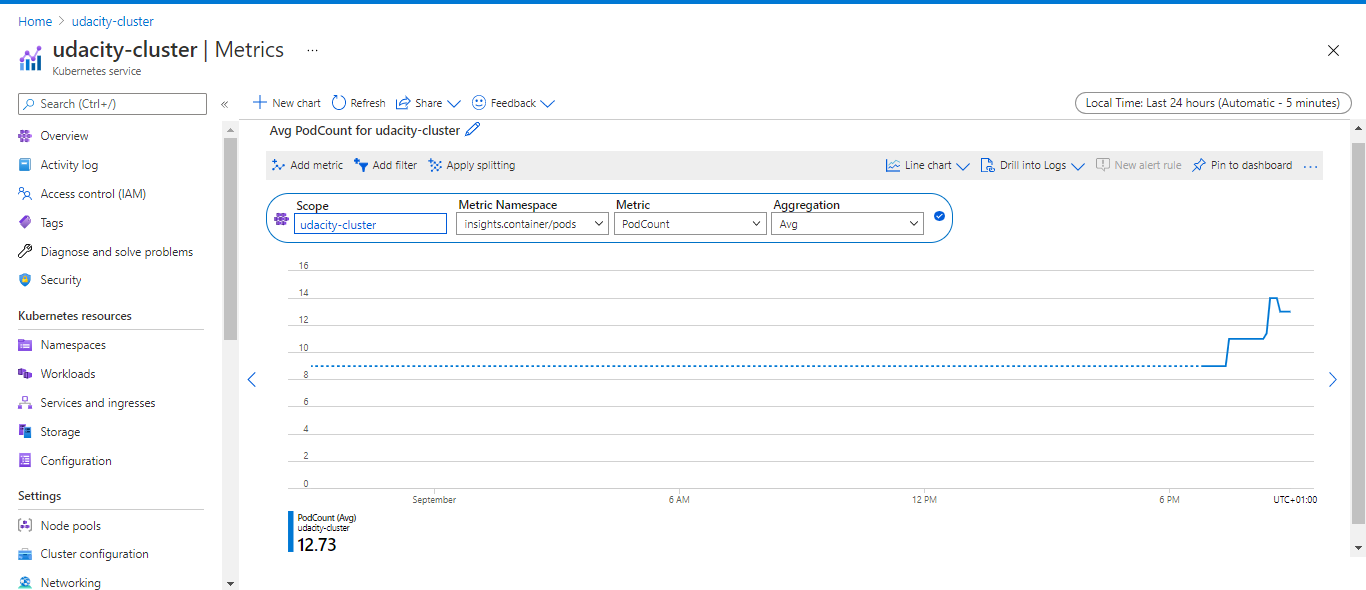 Home > udacity-cluster
udacity-cluster | Metrics ...
Kubernetes service
Search (Ctrl+/)
«
New chart Refresh Share Feedback
Local Time: Last 24 hours (Automatic - 5 minutes)
Overview
Activity log
Access control (IAM)
Tags
Diagnose and solve problems
Security
Kubernetes resources
Namespaces
Workloads
Services and ingresses
Storage
Configuration
Settings
Node pools
Cluster configuration
Networking
Avg PodCount for udacity-cluster
Add metric Add filter Apply splitting
Line chart Drill into Logs New alert rule Pin to dashboard ...
Scope Metric Namespace Metric Aggregation
udacity-cluster insights.container/pods PodCount Avg
16
14
12
10
8
6
4
2
0
September 6 AM 12 PM 6 PM UTC+01:00
PodCount (Avg)
udacity-cluster
12.73